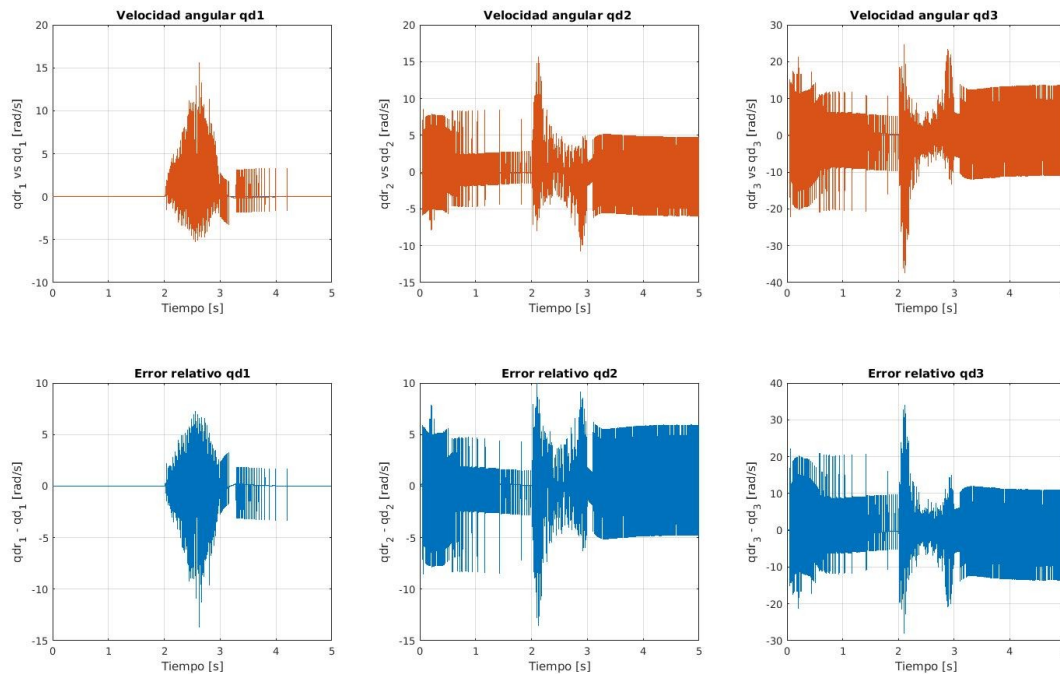 Velocidad angular qd1
qdr1 vs qd1 [rad/s]
20
15
10
5
0
-5
-10
0 1 2 3 4 5
Tiempo [s]
Velocidad angular qd2
qdr2 vs qd2 [rad/s]
20
15
10
5
0
-5
-10
-15
0 1 2 3 4 5
Tiempo [s]
Velocidad angular qd3
qdr3 vs qd3 [rad/s]
30
20
10
0
-10
-20
-30
-40
0 1 2 3 4
Tiempo [s]
Error relativo qd1
qdr1 - qd1 [rad/s]
10
5
0
-5
-10
-15
0 1 2 3 4 5
Tiempo [s]
Error relativo qd2
qdr2 - qd2 [rad/s]
10
5
0
-5
-10
-15
0 1 2 3 4 5
Tiempo [s]
Error relativo qd3
qdr3 - qd3 [rad/s]
40
30
20
10
0
-10
-20
-30
0 1 2 3 4
Tiempo [s]